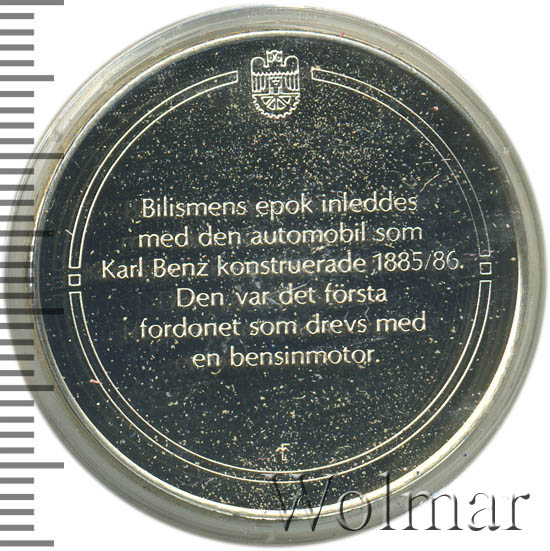 Bilismens epok inleddes
med den automobil som
Karl Benz konstruerade 1885/86.
Den var det första
fordonet som drevs med
en bensinmotor.
Wolmar